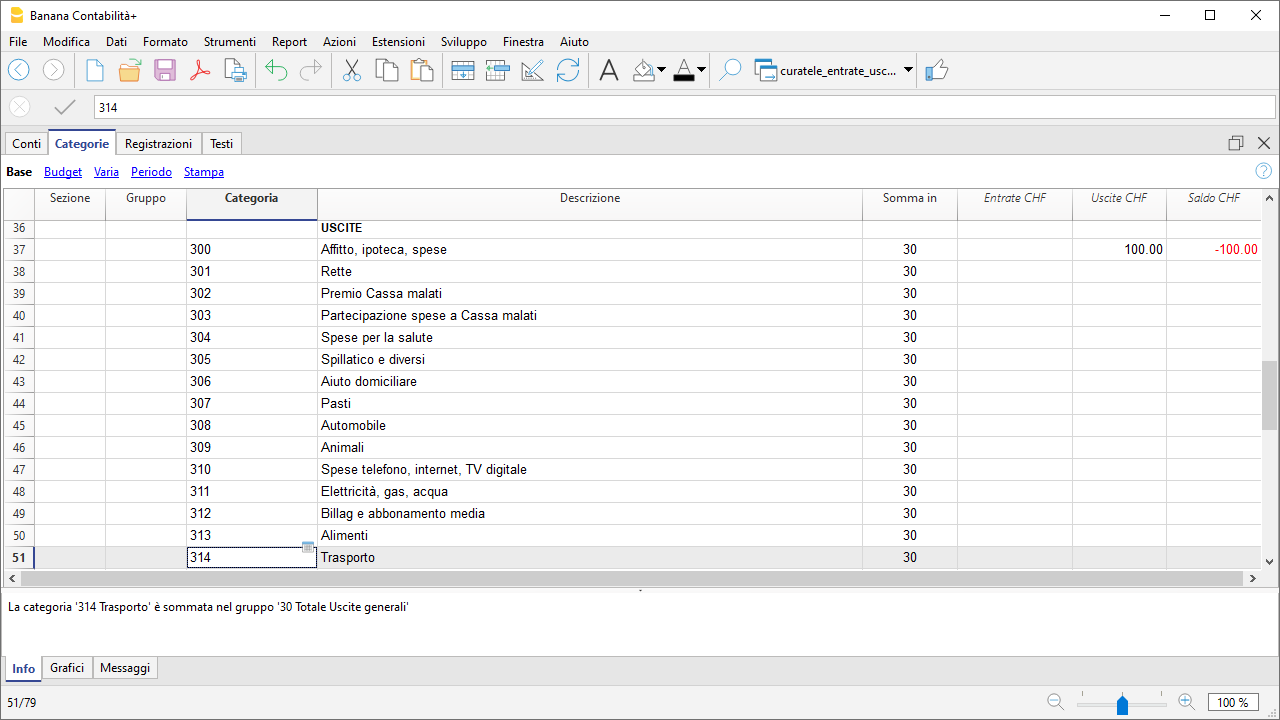 Banana Contabilità+
File Modifica Dati Formato Strumenti Report Azioni Estensioni Sviluppo Finestra Aiuto
curatele_entrate_usc...
314
Conti Categorie Registrazioni Testi
Base Budget Varia Periodo Stampa
Sezione Gruppo Categoria Descrizione Somma in Entrate CHF Uscite CHF Saldo CHF
36 USCITE
37 300 Affitto, ipoteca, spese 30 100.00 -100.00
38 301 Rette 30
39 302 Premio Cassa malati 30
40 303 Partecipazione spese a Cassa malati 30
41 304 Spese per la salute 30
42 305 Spillatico e diversi 30
43 306 Aiuto domiciliare 30
44 307 Pasti 30
45 308 Automobile 30
46 309 Animali 30
47 310 Spese telefono, internet, TV digitale 30
48 311 Elettricità, gas, acqua 30
49 312 Billag e abbonamento media 30
50 313 Alimenti 30
51 314 Trasporto 30
La categoria '314 Trasporto' è sommata nel gruppo '30 Totale Uscite generali'
Info Grafici Messaggi
51/79 100 %